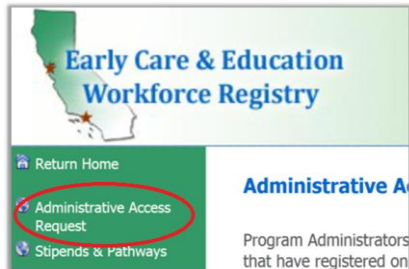 Early Care & Education
Workforce Registry
Return Home
Administrative Access
Request
Stipends & Pathways
Administrative A
Program Administrators
that have registered on